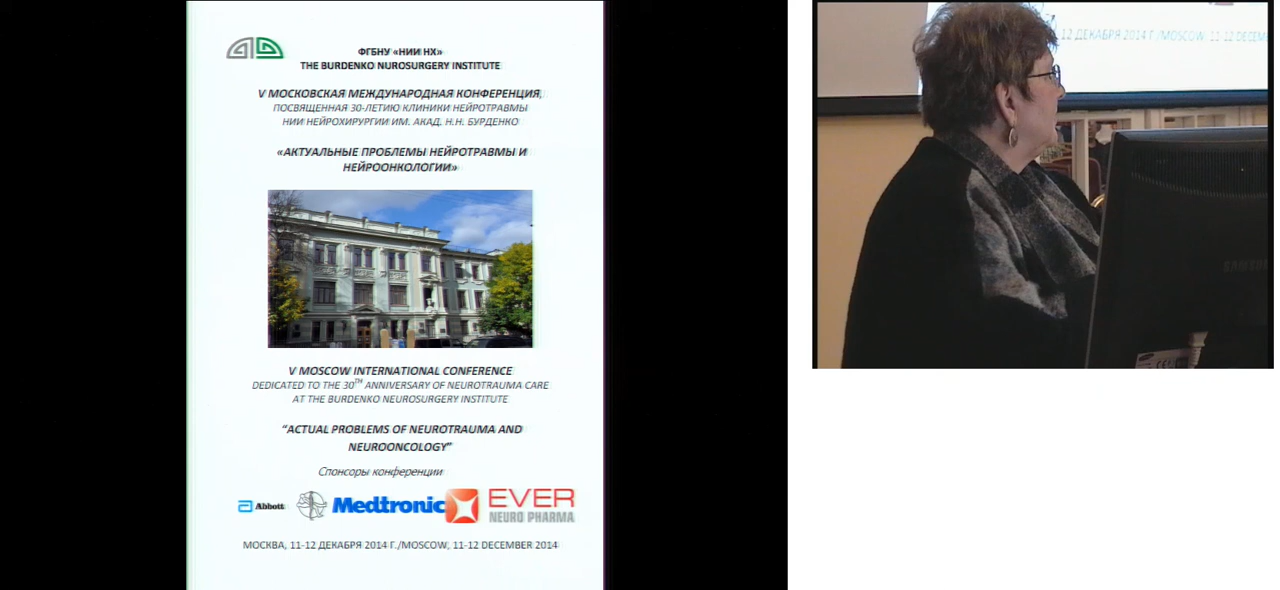 ФГБНУ «НИИ НХ»
THE BURDENKO NUROSURGERY INSTITUTE
V МОСКОВСКАЯ МЕЖДУНАРОДНАЯ КОНФЕРЕНЦИЯ,
ПОСВЯЩЕННАЯ 30-ЛЕТИЮ КЛИНИКИ НЕЙРОТРАВМЫ
НИИ НЕЙРОХИРУРГИИ ИМ. АКАД. Н.Н. БУРДЕНКО
«АКТУАЛЬНЫЕ ПРОБЛЕМЫ НЕЙРОТРАВМЫ И
НЕЙРООНКОЛОГИИ»
V MOSCOW INTERNATIONAL CONFERENCE
DEDICATED TO THE 30TH ANNIVERSARY OF NEUROTRAUMA CARE
AT THE BURDENKO NEUROSURGERY INSTITUTE
"ACTUAL PROBLEMS OF NEUROTRAUMA AND
NEUROONCOLOGY"
Спонсоры конференции
Abbott Medtronic EVER
NEURO PHARMA
МОСКВА, 11-12 ДЕКАБРЯ 2014 Г./MOSCOW, 11-12 DECEMBER 2014
12 ДЕКАБРЯ 2014 Г./MOSCOW, 11-12 DECEM
SAMSUNG